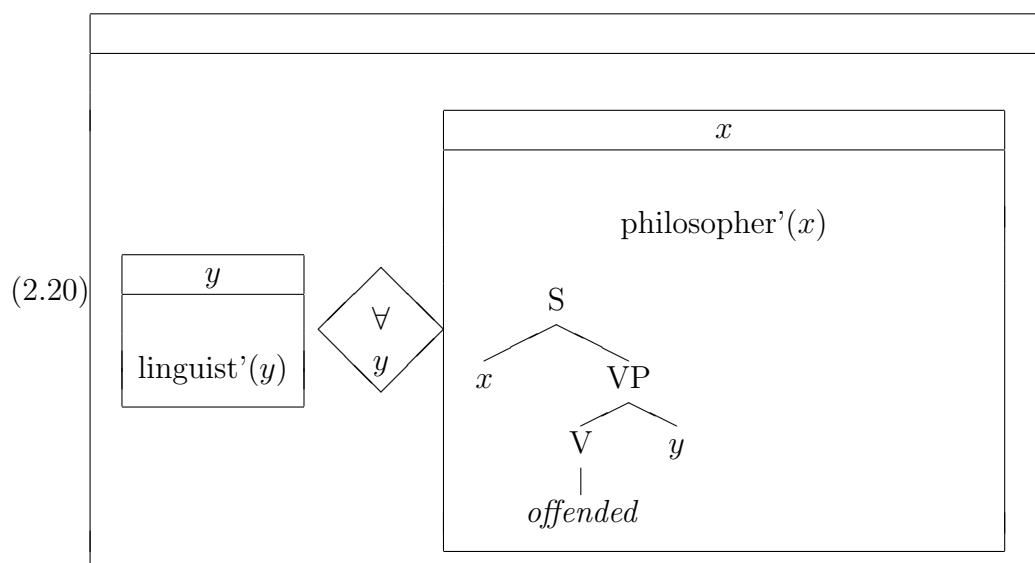 x
philosopher’(x)
(2.20)
y
∀
y
linguist’(y)
S
x VP
V y
offended